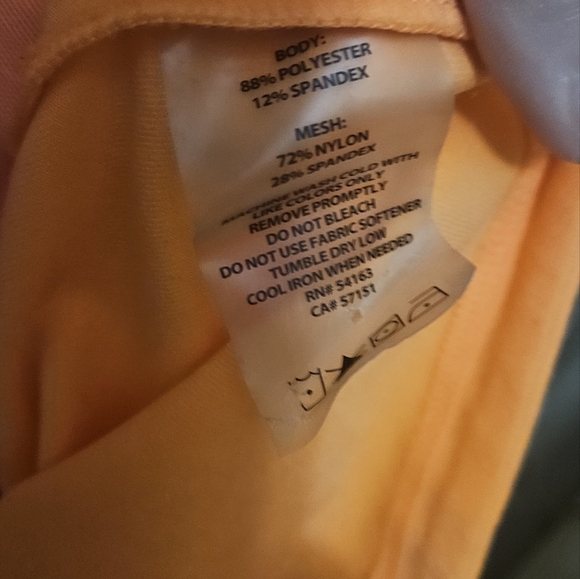 BODY:
88% POLYESTER
12% SPANDEX
MESH:
72% NYLON
28% SPANDEX
MACHINE WASH COLD WITH
LIKE COLORS ONLY
REMOVE PROMPTLY
DO NOT BLEACH
DO NOT USE FABRIC SOFTENER
TUMBLE DRY LOW
COOL IRON WHEN NEEDED
RN# 54163
CA# 57151